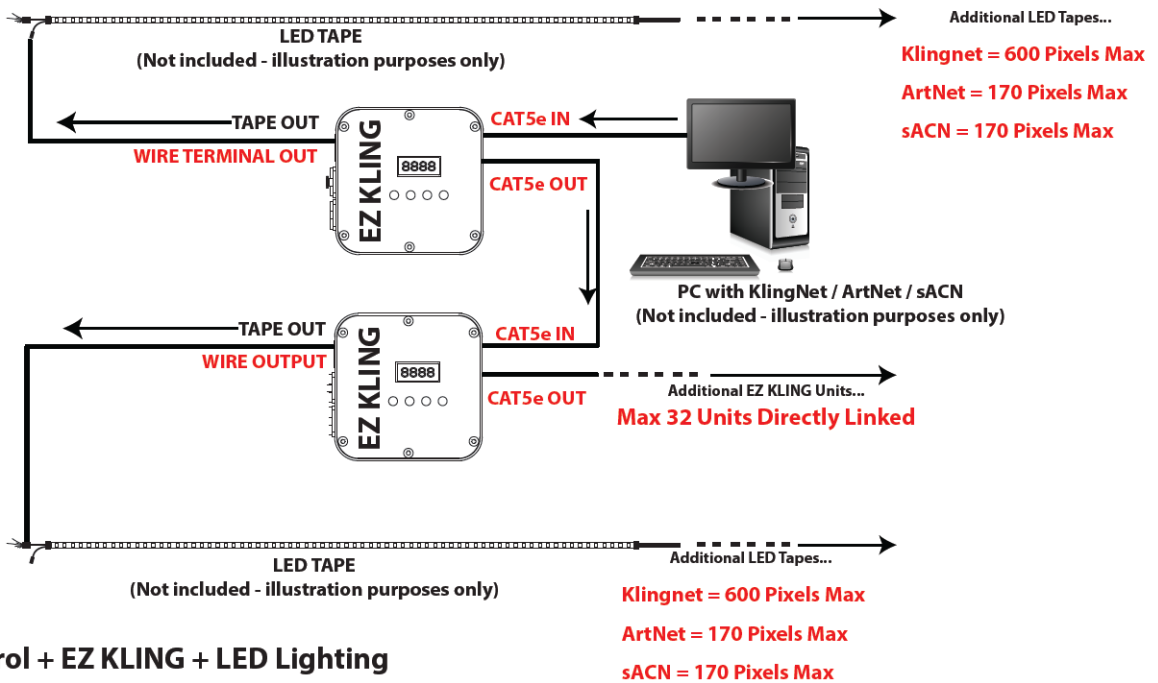 LED TAPE
(Not included - illustration purposes only)
Additional LED Tapes...
Klingnet = 600 Pixels Max
ArtNet = 170 Pixels Max
sACN = 170 Pixels Max
TAPE OUT
WIRE TERMINAL OUT
EZ KLING
8888
CAT5e IN
CAT5e OUT
PC with KlingNet / ArtNet / sACN
(Not included - illustration purposes only)
TAPE OUT
WIRE OUTPUT
EZ KLING
8888
CAT5e IN
CAT5e OUT
Additional EZ KLING Units...
Max 32 Units Directly Linked
LED TAPE
(Not included - illustration purposes only)
Additional LED Tapes...
Klingnet = 600 Pixels Max
ArtNet = 170 Pixels Max
sACN = 170 Pixels Max
rol + EZ KLING + LED Lighting